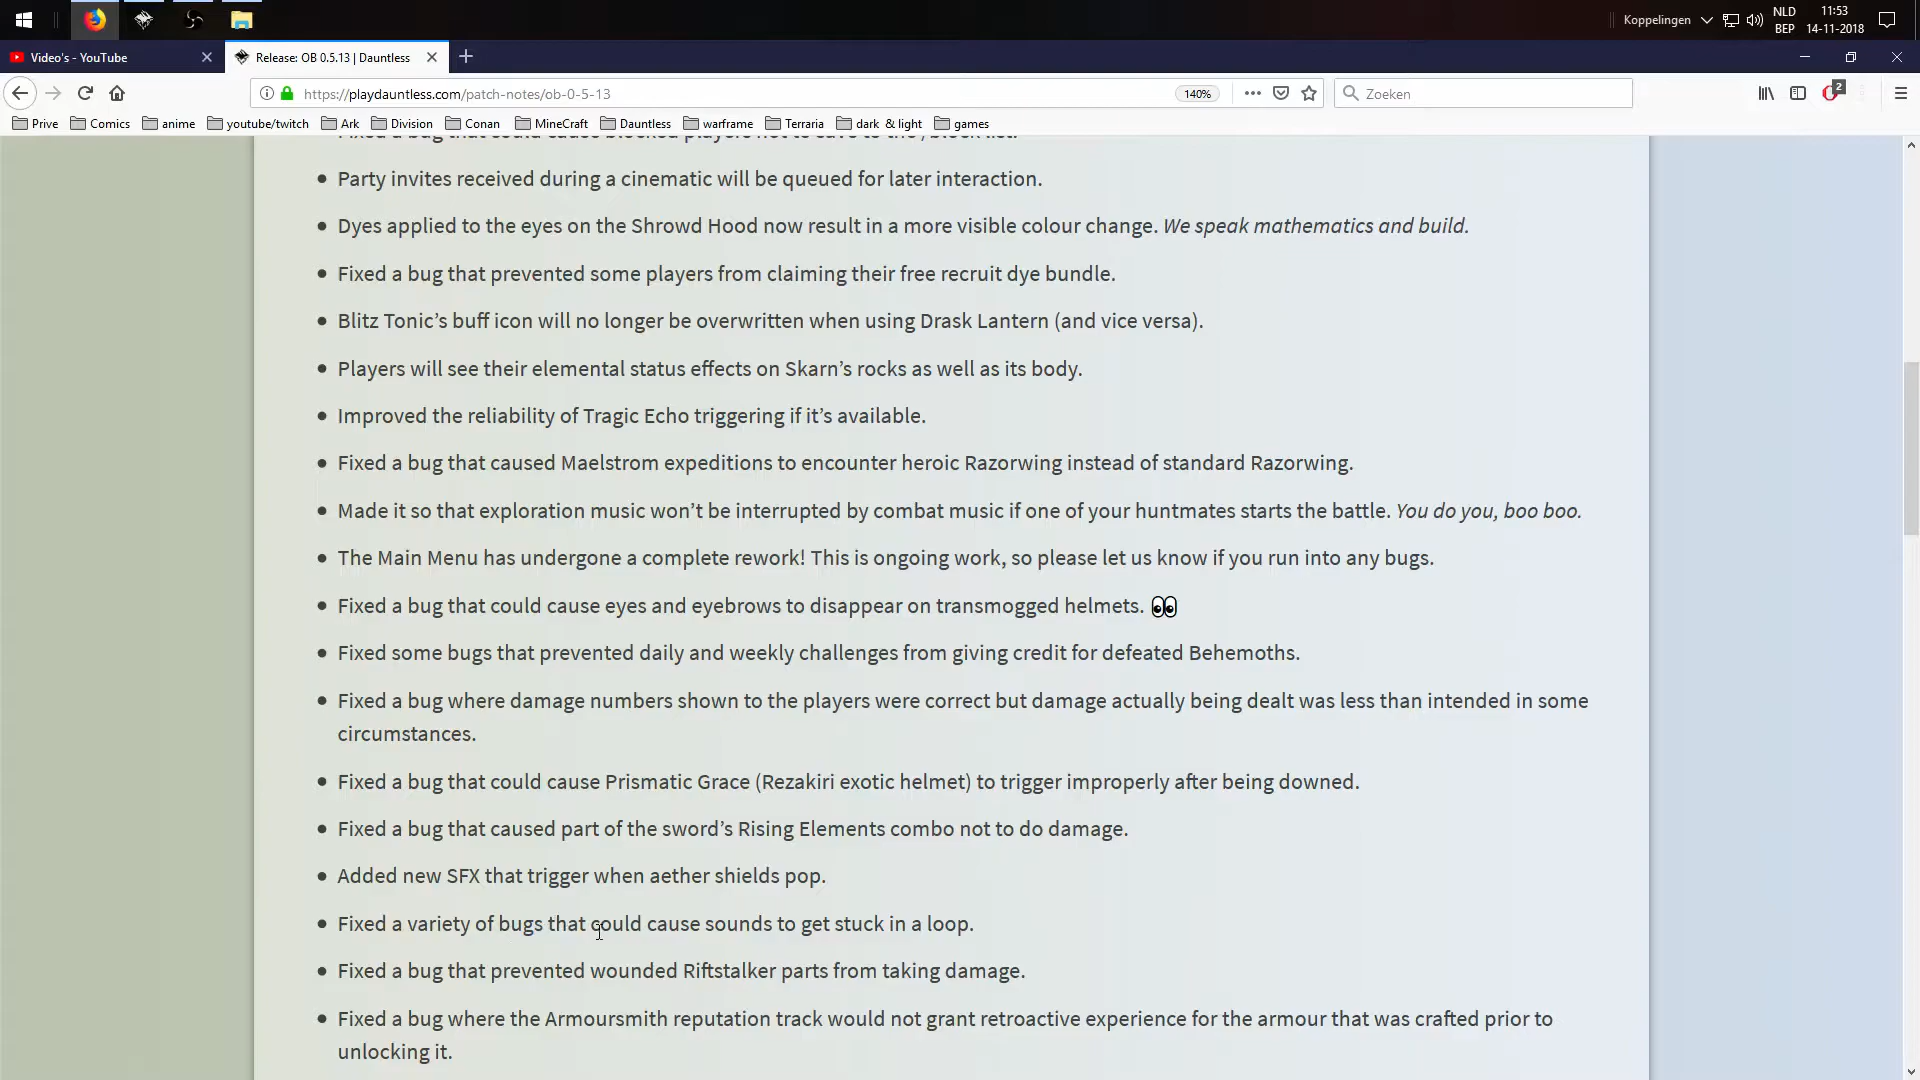 NLD
11:53
Koppelingen
BEP
14-11-2018
Video's - YouTube
Release: OB 0.5.13 | Dauntless
https://playdauntless.com/patch-notes/ob-0-5-13
140%
Zoeken
2
Prive
Comics
anime
youtube/twitch
Ark
Division
Conan
MineCraft
Dauntless
warframe
Terraria
dark & light
games
Fixed a bug that could cause blocked players not to save to the /block list.
Party invites received during a cinematic will be queued for later interaction.
Dyes applied to the eyes on the Shrowd Hood now result in a more visible colour change. We speak mathematics and build.
Fixed a bug that prevented some players from claiming their free recruit dye bundle.
Blitz Tonic’s buff icon will no longer be overwritten when using Drask Lantern (and vice versa).
Players will see their elemental status effects on Skarn’s rocks as well as its body.
Improved the reliability of Tragic Echo triggering if it’s available.
Fixed a bug that caused Maelstrom expeditions to encounter heroic Razorwing instead of standard Razorwing.
Made it so that exploration music won’t be interrupted by combat music if one of your huntmates starts the battle. You do you, boo boo.
The Main Menu has undergone a complete rework! This is ongoing work, so please let us know if you run into any bugs.
Fixed a bug that could cause eyes and eyebrows to disappear on transmogged helmets. 👀
Fixed some bugs that prevented daily and weekly challenges from giving credit for defeated Behemoths.
Fixed a bug where damage numbers shown to the players were correct but damage actually being dealt was less than intended in some
circumstances.
Fixed a bug that could cause Prismatic Grace (Rezakiri exotic helmet) to trigger improperly after being downed.
Fixed a bug that caused part of the sword’s Rising Elements combo not to do damage.
Added new SFX that trigger when aether shields pop.
Fixed a variety of bugs that could cause sounds to get stuck in a loop.
Fixed a bug that prevented wounded Riftstalker parts from taking damage.
Fixed a bug where the Armoursmith reputation track would not grant retroactive experience for the armour that was crafted prior to
unlocking it.